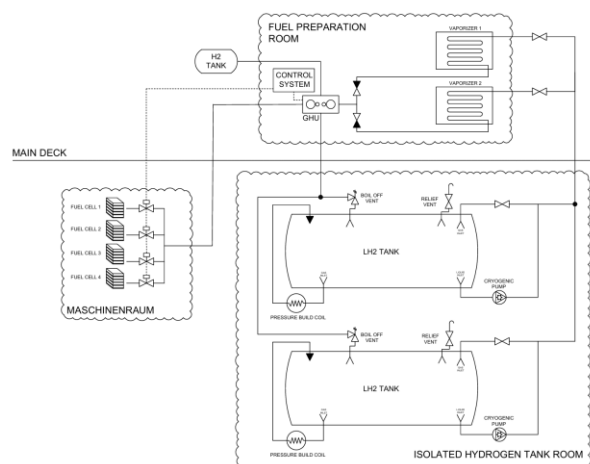 FUEL PREPARATION
ROOM
VAPORIZER 1
H2
TANK
CONTROL
SYSTEM
VAPORIZER 2
GHU
MAIN DECK
FUEL CELL 1
FUEL CELL 2
FUEL CELL 3
FUEL CELL 4
MASCHINENRAUM
BOIL OFF
VENT
RELIEF
VENT
LH2 TANK
CRYOGENIC
PUMP
PRESSURE BUILD COIL
BOIL OFF
VENT
RELIEF
VENT
LH2 TANK
CRYOGENIC
PUMP
PRESSURE BUILD COIL
ISOLATED HYDROGEN TANK ROOM